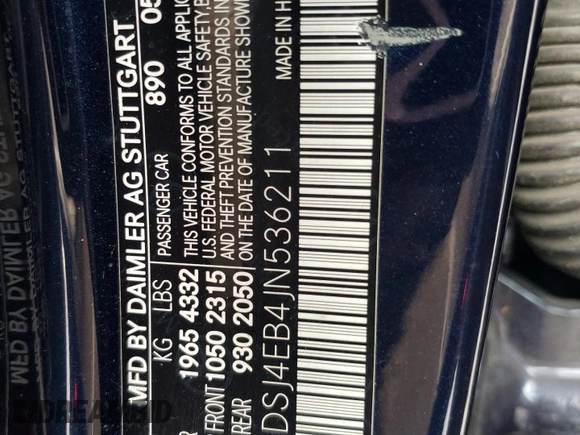 MFD BY DAIMLER AG STUTTGART 05
890
KG LBS PASSENGER CAR
1965 4332 THIS VEHICLE CONFORMS TO ALL APPLIC
FRONT 1050 2315 U.S. FEDERAL MOTOR VEHICLE SAFETY, B
REAR 930 2050 AND THEFT PREVENTION STANDARDS IN
DATE OF MANUFACTURE SHOW
DSJ4EB4JN536211 MADE IN H